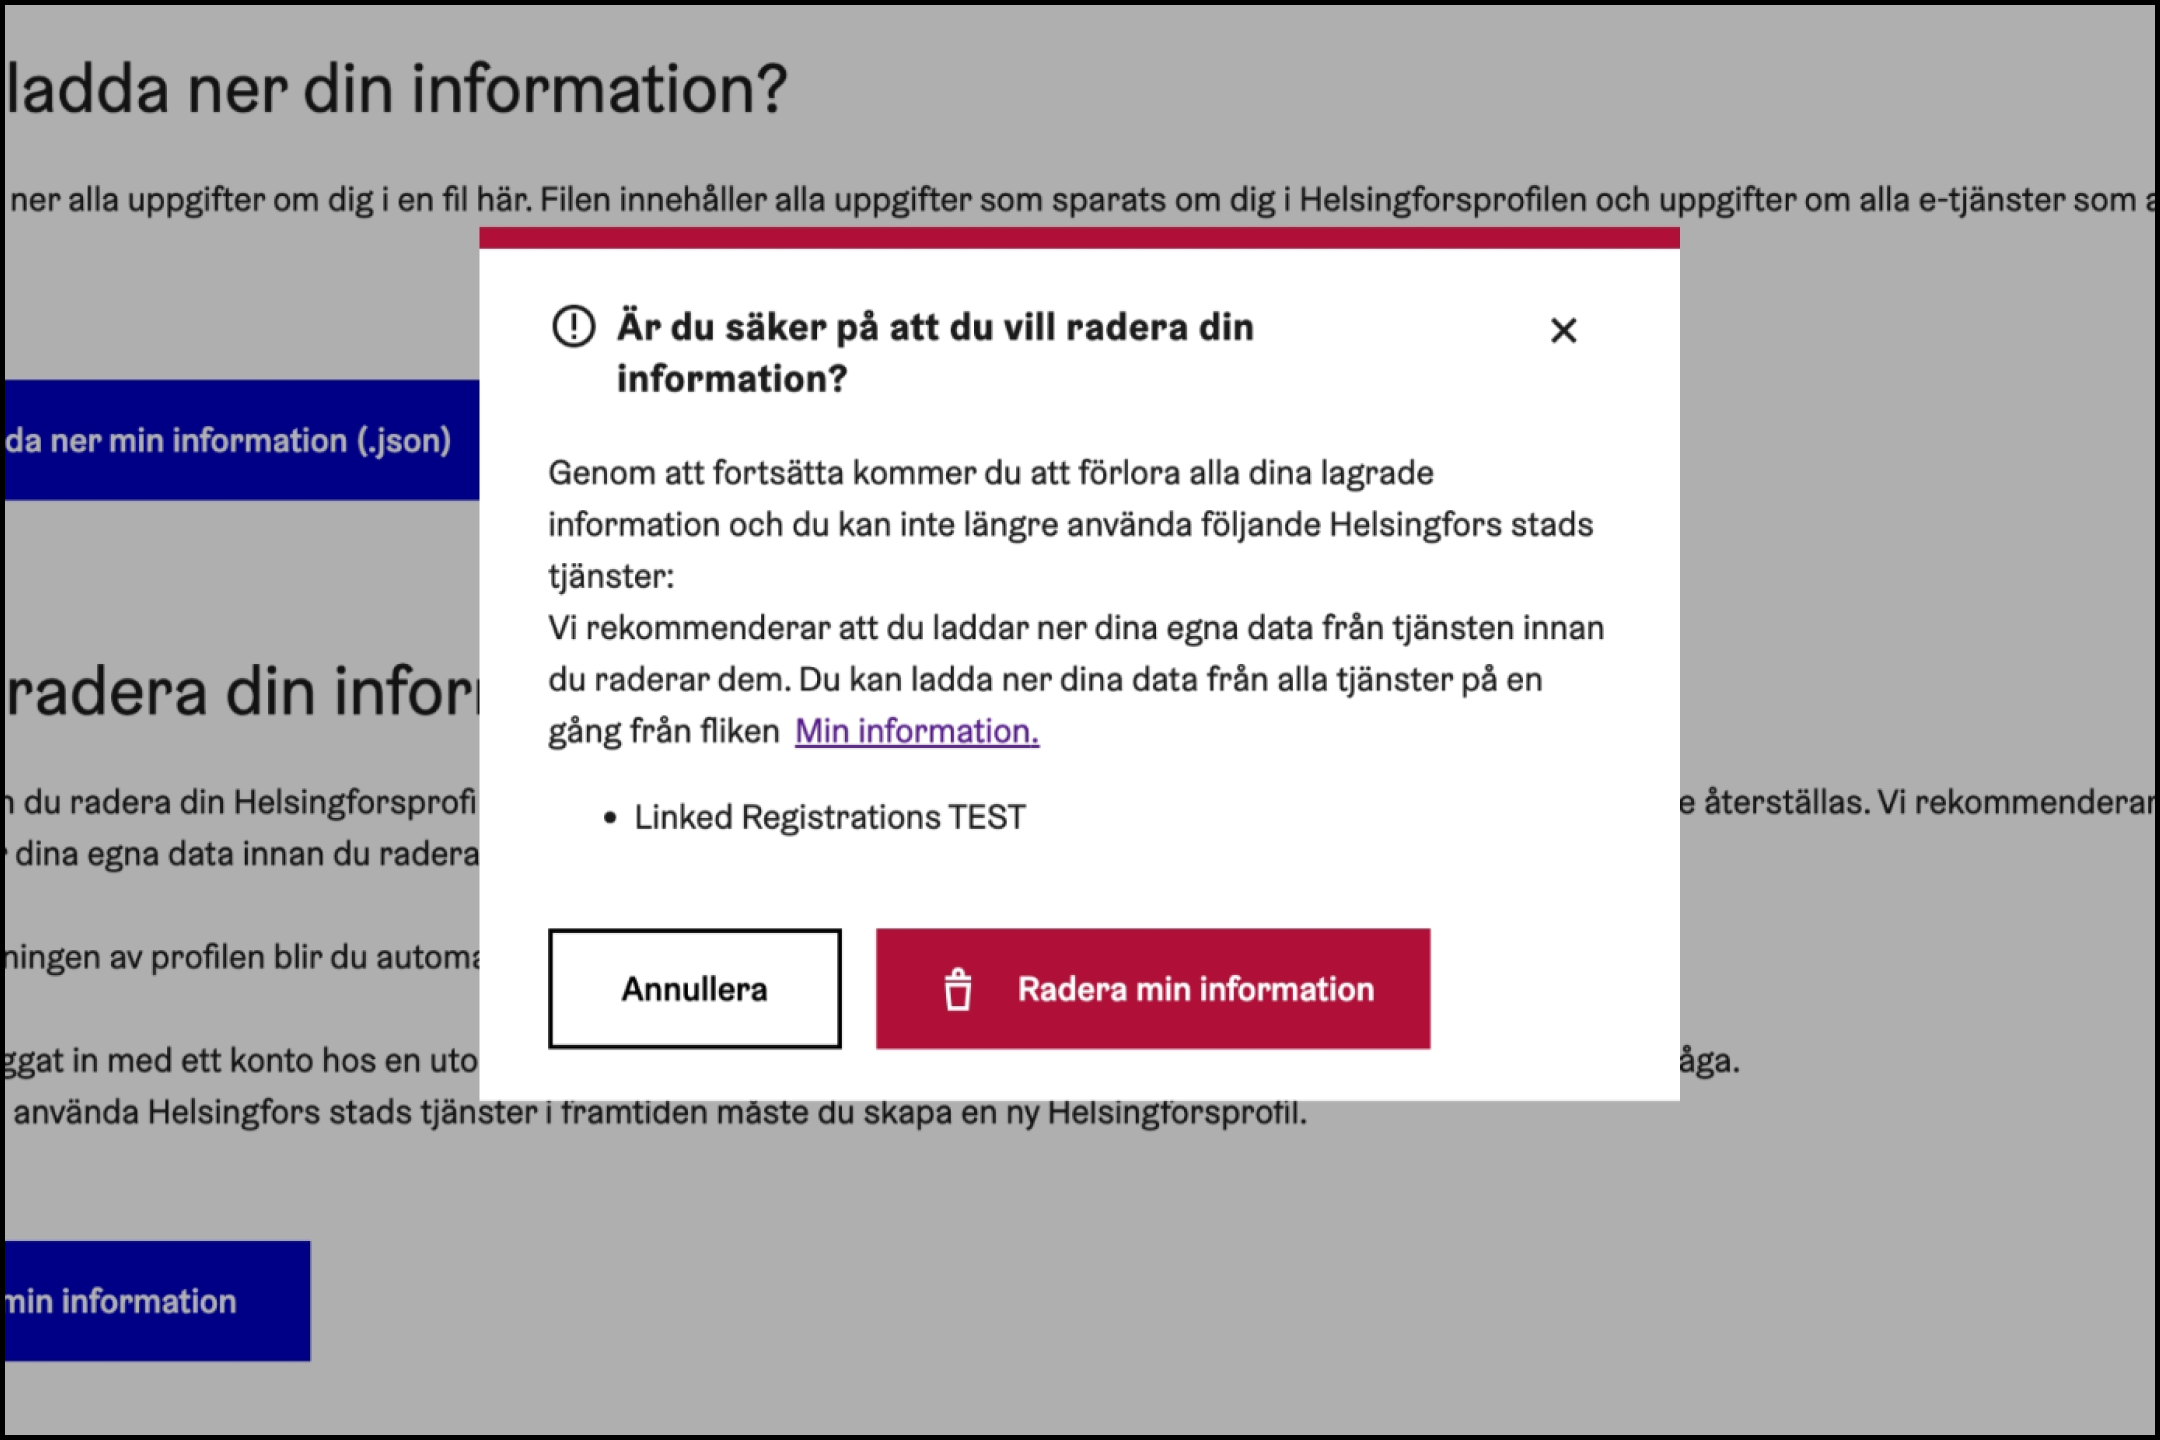 ladda ner din information?
ner alla uppgifter om dig i en fil här. Filen innehåller alla uppgifter som sparats om dig i Helsingforsprofilen och uppgifter om alla e-tjänster som
Är du säker på att du vill radera din
information?
da ner min information (.json)
Genom att fortsätta kommer du att förlora alla dina lagrade
information och du kan inte längre använda följande Helsingfors stads
tjänster:
Vi rekommenderar att du laddar ner dina egna data från tjänsten innan
du raderar dem. Du kan ladda ner dina data från alla tjänster på en
gång från fliken Min information.
Linked Registrations TEST
Annullera
Radera min information
radera din infor
du radera din Helsingforsprofi
e återställas. Vi rekommenderar
dina egna data innan du radera
ningen av profilen blir du automa
ggat in med ett konto hos en uto
åga.
använda Helsingfors stads tjänster i framtiden måste du skapa en ny Helsingforsprofil.
min information